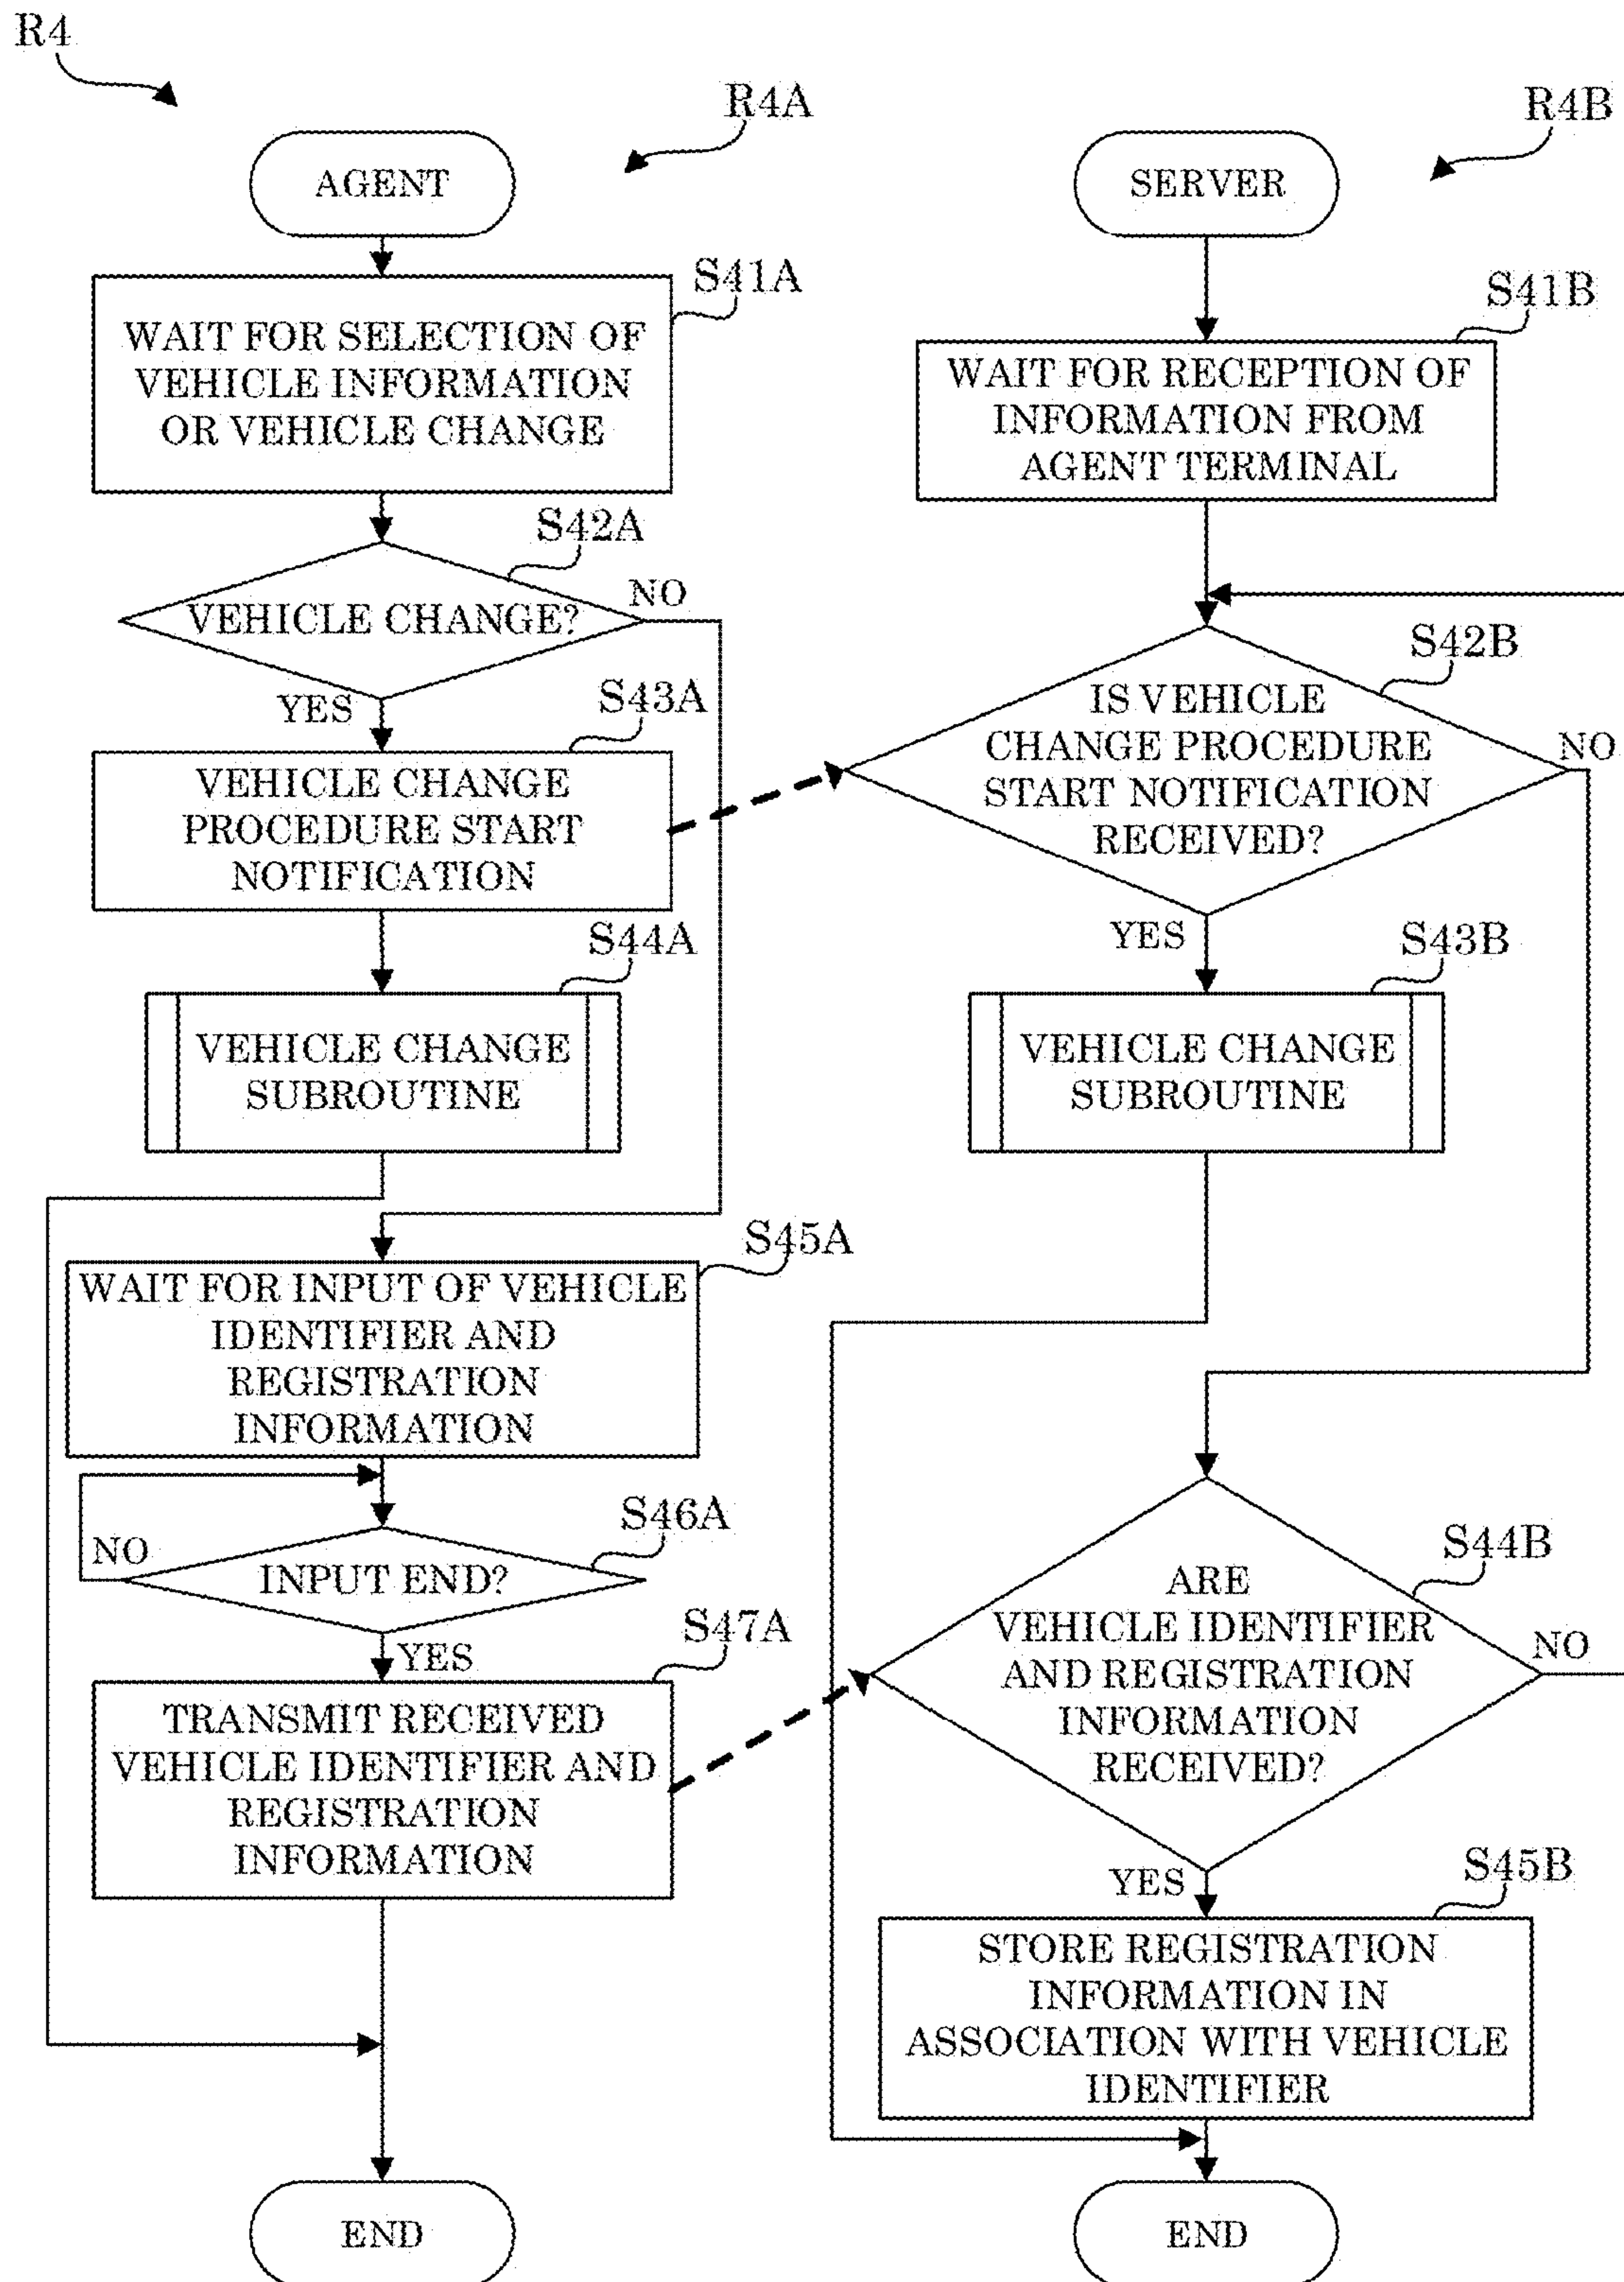 R4
R4A
R4B
AGENT
SERVER
S41A
WAIT FOR SELECTION OF
VEHICLE INFORMATION
OR VEHICLE CHANGE
S41B
WAIT FOR RECEPTION OF
INFORMATION FROM
AGENT TERMINAL
S42A
VEHICLE CHANGE?
NO
YES
S42B
IS VEHICLE
CHANGE PROCEDURE
START NOTIFICATION
RECEIVED?
NO
YES
S43A
VEHICLE CHANGE
PROCEDURE START
NOTIFICATION
S44A
VEHICLE CHANGE
SUBROUTINE
S43B
VEHICLE CHANGE
SUBROUTINE
S45A
WAIT FOR INPUT OF VEHICLE
IDENTIFIER AND
REGISTRATION
INFORMATION
S46A
INPUT END?
NO
YES
S47A
TRANSMIT RECEIVED
VEHICLE IDENTIFIER AND
REGISTRATION
INFORMATION
S44B
ARE
VEHICLE IDENTIFIER
AND REGISTRATION
INFORMATION
RECEIVED?
NO
YES
S45B
STORE REGISTRATION
INFORMATION IN
ASSOCIATION WITH VEHICLE
IDENTIFIER
END
END